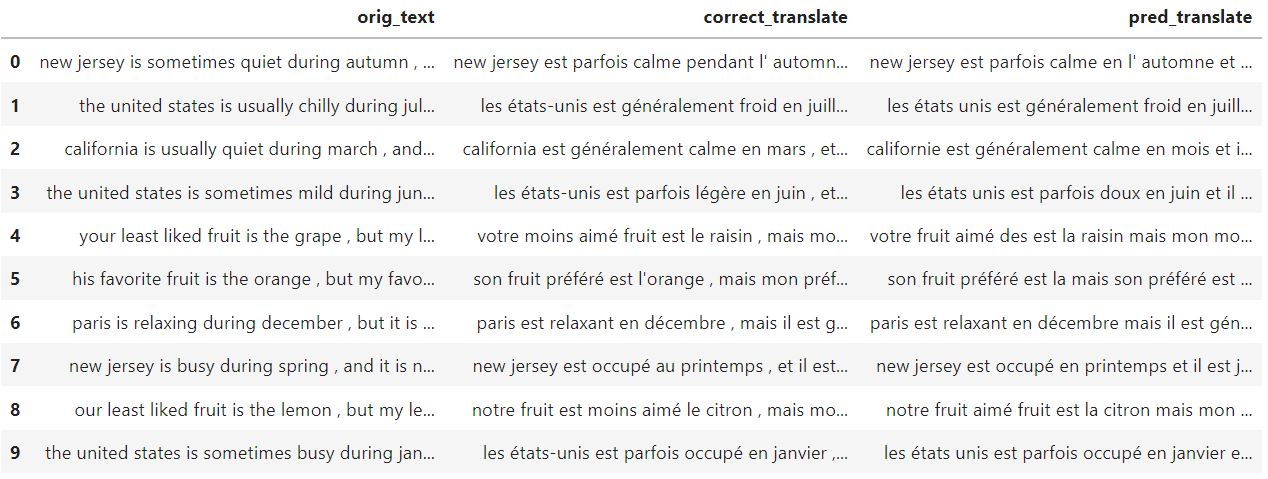 orig_text correct_translate pred_translate
0 new jersey is sometimes quiet during autumn , ... new jersey est parfois calme pendant l' automn... new jersey est parfois calme en l' automne et ...
1 the united states is usually chilly during jul... les états-unis est généralement froid en juill... les états unis est généralement froid en juill...
2 california is usually quiet during march , and... california est généralement calme en mars , et... californie est généralement calme en mois et i...
3 the united states is sometimes mild during jun... les états-unis est parfois légère en juin , et... les états unis est parfois doux en juin et il ...
4 your least liked fruit is the grape , but my l... votre moins aimé fruit est le raisin , mais mo... votre fruit aimé des est la raisin mais mon mo...
5 his favorite fruit is the orange , but my favo... son fruit préféré est l'orange , mais mon préf... son fruit préféré est la mais son préféré est ...
6 paris is relaxing during december , but it is ... paris est relaxant en décembre , mais il est g... paris est relaxant en décembre mais il est gén...
7 new jersey is busy during spring , and it is n... new jersey est occupé au printemps , et il est... new jersey est occupé en printemps et il est j...
8 our least liked fruit is the lemon , but my le... notre fruit est moins aimé le citron , mais mo... notre fruit aimé fruit est la citron mais mon ...
9 the united states is sometimes busy during jan... les états-unis est parfois occupé en janvier ,... les états unis est parfois occupé en janvier e...